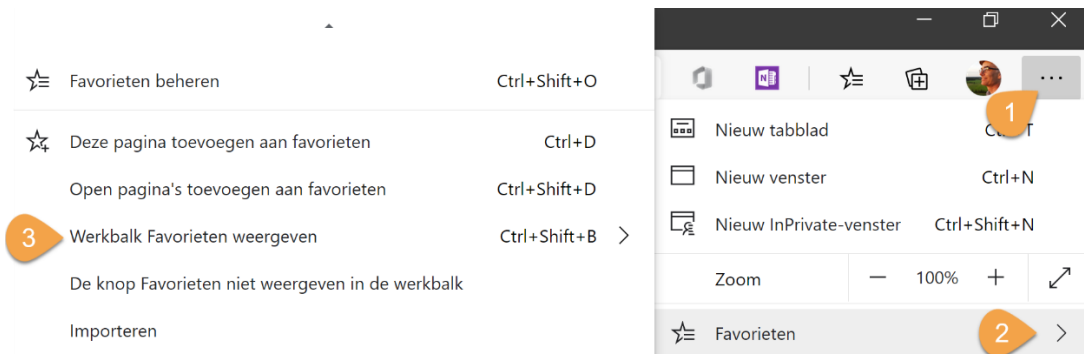 Favorieten beheren Ctrl+Shift+O
Deze pagina toevoegen aan favorieten Ctrl+D
Open pagina's toevoegen aan favorieten Ctrl+Shift+D
3 Werkbalk Favorieten weergeven Ctrl+Shift+B
De knop Favorieten niet weergeven in de werkbalk
Importeren
N
1
Nieuw tabblad
Nieuw venster Ctrl+N
Nieuw InPrivate-venster Ctrl+Shift+N
Zoom 100%
Favorieten 2